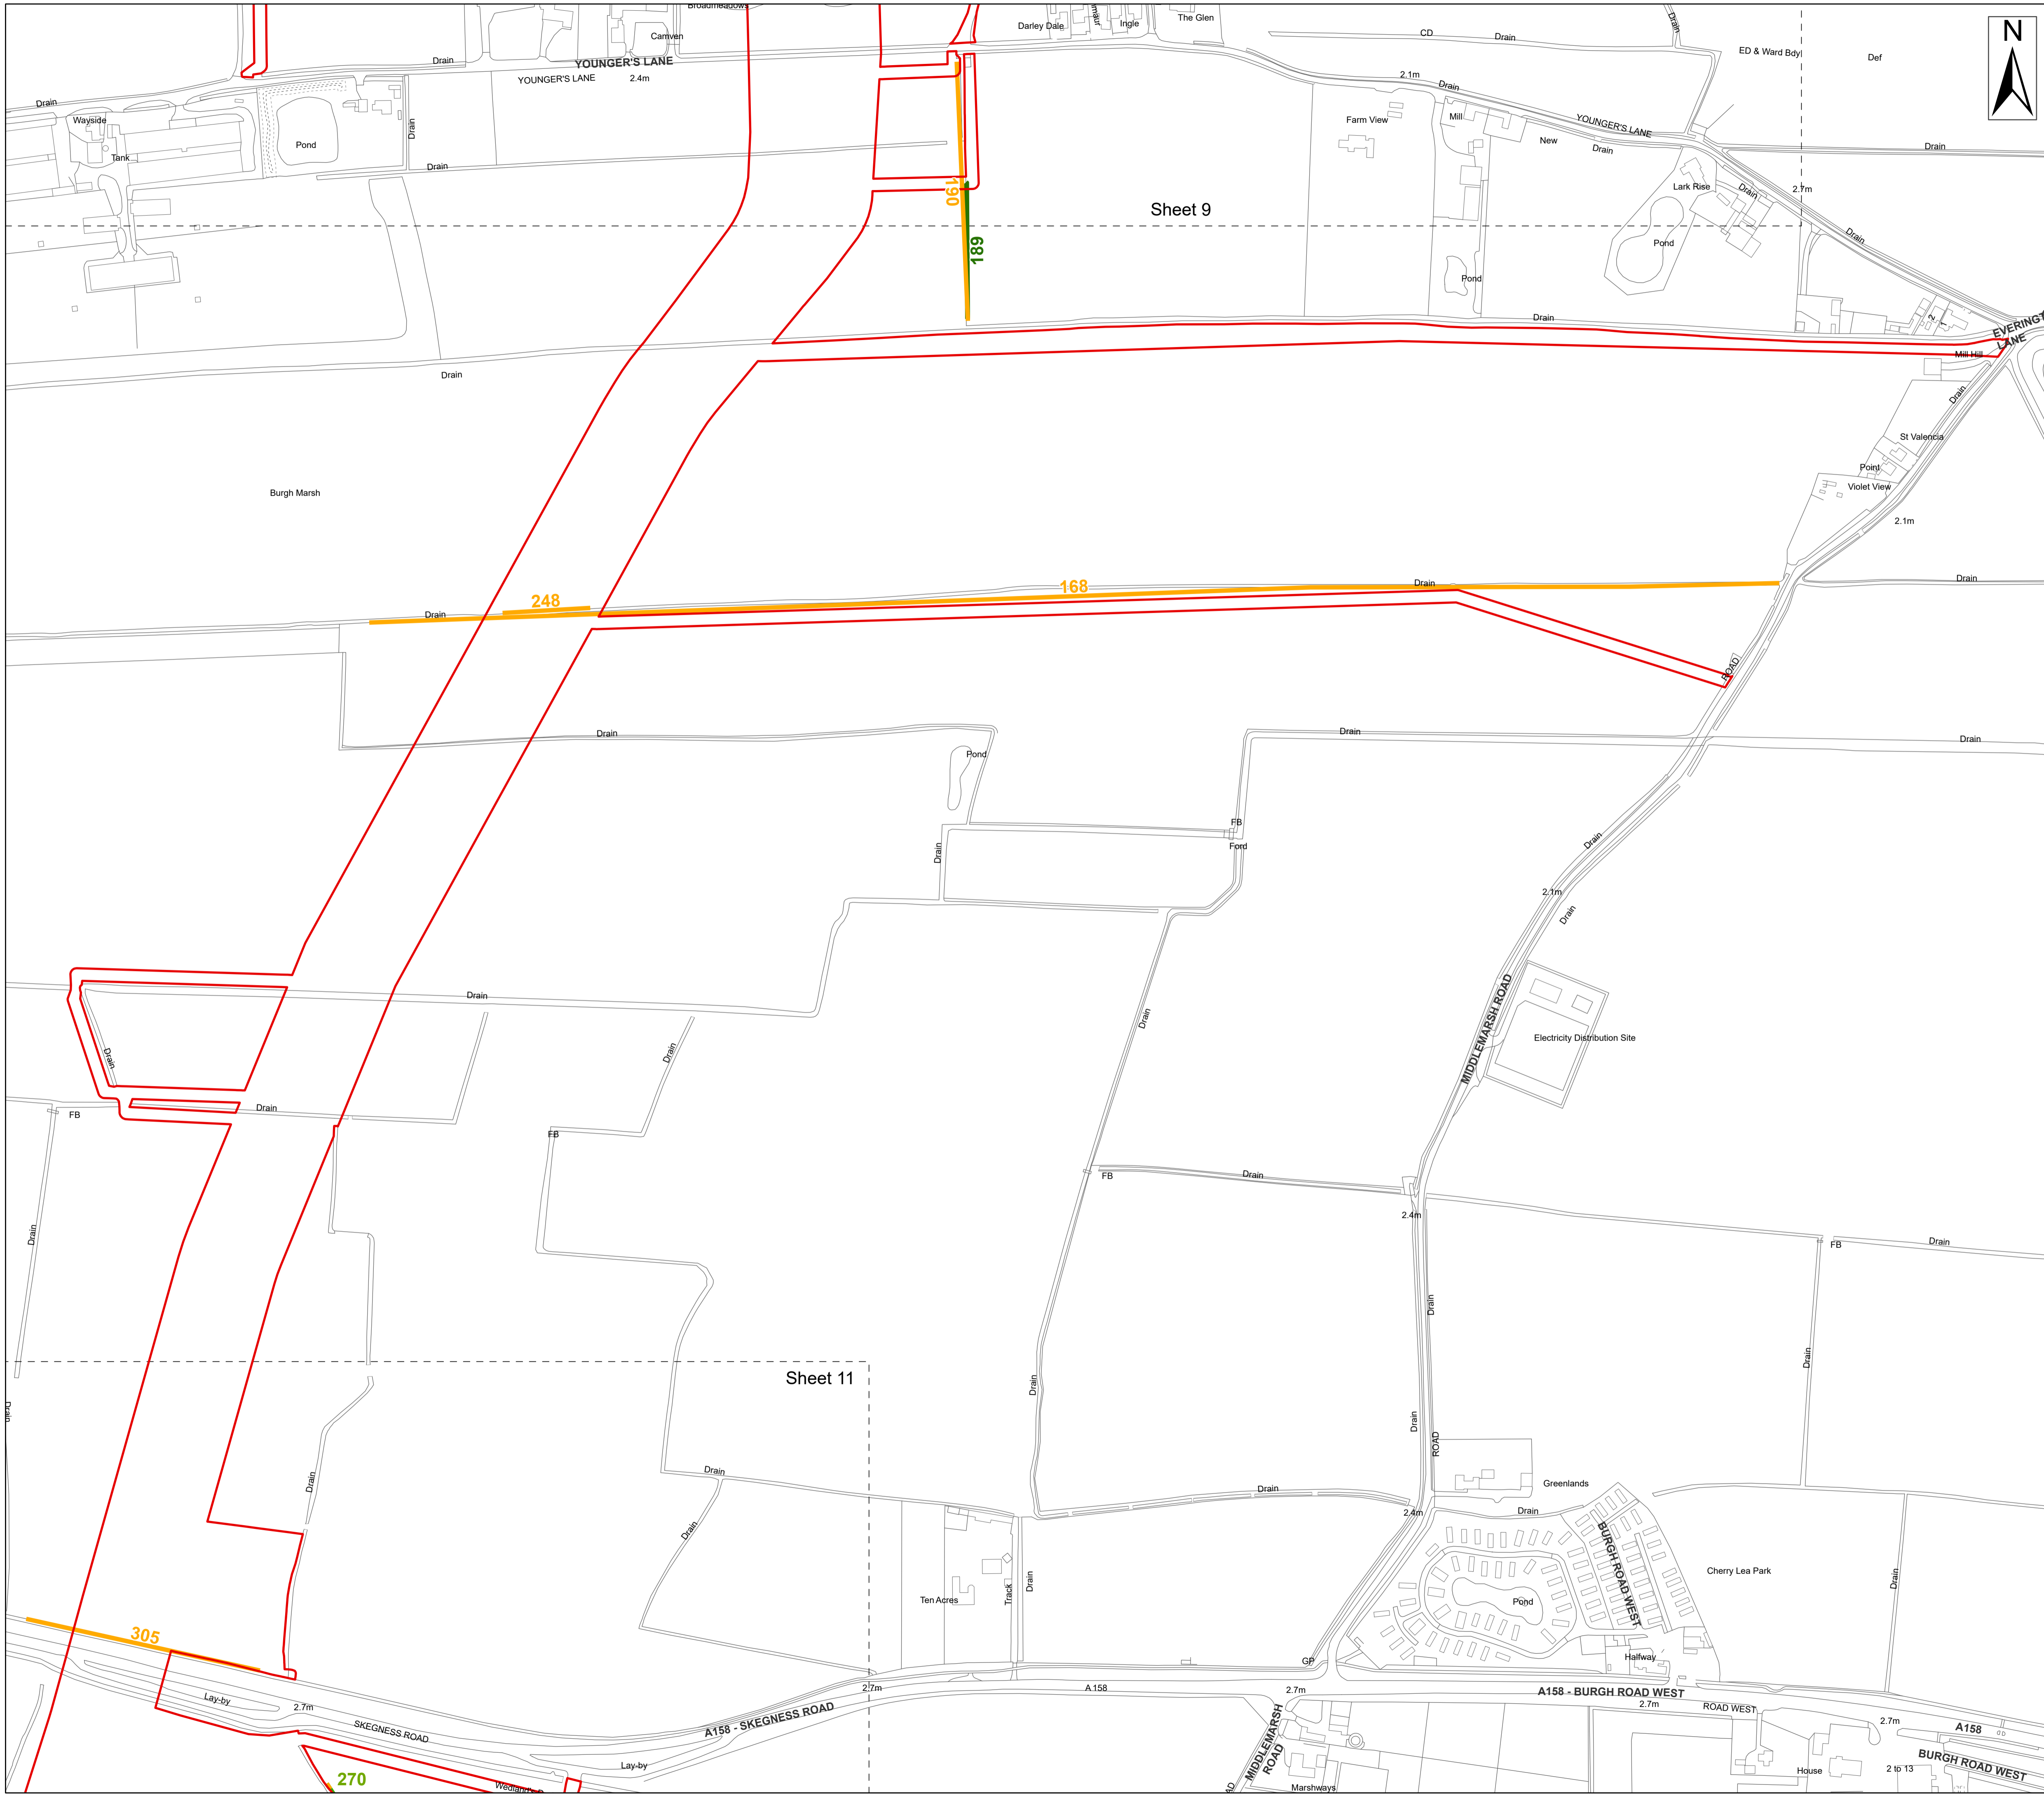 Broadmeadows
Camven
Darley Dale
Ingle
The Glen
Drain
CD
Drain
ED & Ward Bdy
Def
N
Drain
YOUNGER'S LANE
YOUNGER'S LANE
2.4m
2.1m
Drain
Drain
Wayside
Tank
Pond
Drain
Drain
Farm View
Mill
New
YOUNGER'S LANE
Drain
Drain
Lark Rise
Drain
2.7m
190
189
Sheet 9
Pond
Pond
Drain
Drain
Drain
2
1
EVERINGT
LANE
Mill Hill
Drain
St Valencia
Point
Violet View
2.1m
Burgh Marsh
248
168
Drain
Drain
Drain
ROAD
Drain
Pond
Drain
Drain
FB
Ford
Drain
Drain
2.1m
Drain
MIDDLEMARSH ROAD
Electricity Distribution Site
Drain
Drain
Drain
Drain
Drain
FB
FB
FB
Drain
2.4m
Drain
FB
Drain
Drain
Drain
Drain
Drain
Drain
Drain
Sheet 11
ROAD
Drain
Drain
Drain
Drain
2.4m
Greenlands
Drain
BURGH ROAD WEST
Cherry Lea Park
Drain
Ten Acres
Track
Drain
Pond
305
Halfway
GP
Lay-by
2.7m
SKEGNESS ROAD
A158 - SKEGNESS ROAD
2.7m
A158
2.7m
A158 - BURGH ROAD WEST
2.7m
ROAD WEST
2.7m
A158
BURGH ROAD WEST
MIDDLEMARSH
ROAD
Lay-by
270
Marshways
House
2 to 13